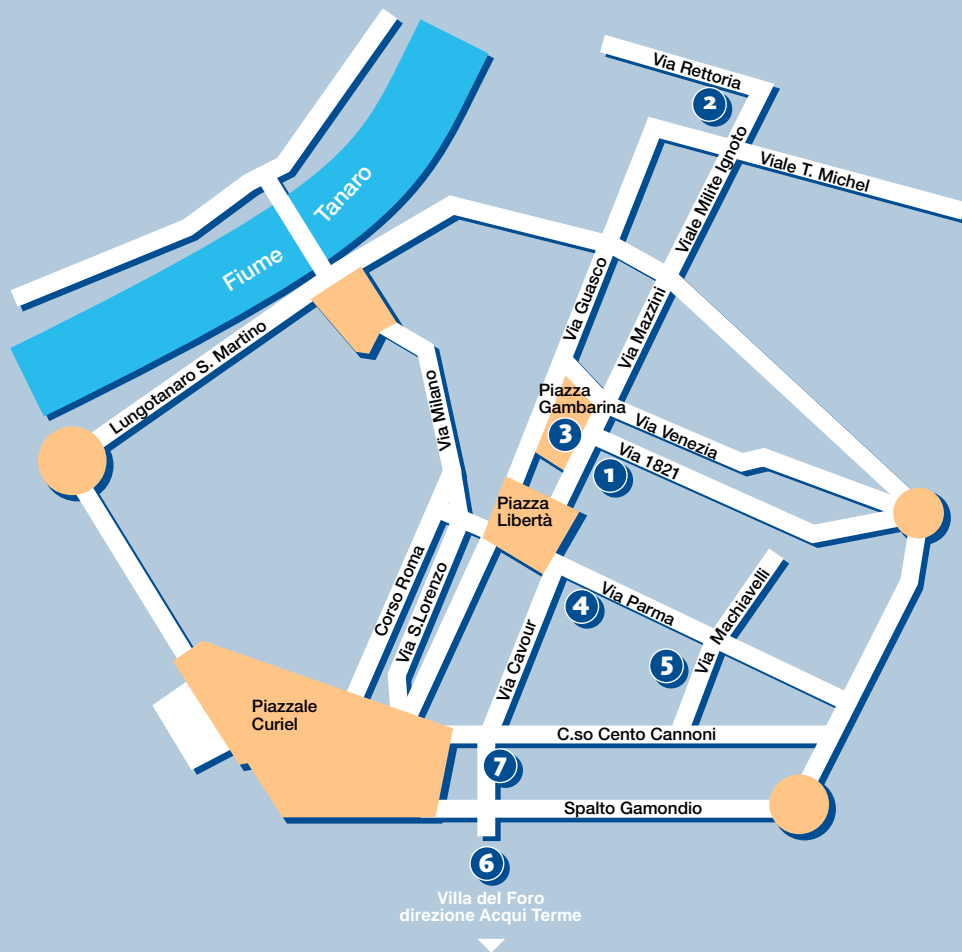 Via Rettoria
2
Viale T. Michel
Viale Milite Ignoto
Fiume
Tanaro
Lungotanaro S. Martino
Via Guasco
Via Mazzini
Via Milano
Piazza
Gambarina
3
Via Venezia
Via 1821
1
Piazza
Libertà
Corso Roma
Via S.Lorenzo
Via Cavour
4
Via Parma
Via Machiavelli
5
Piazzale
Curiel
C.so Cento Cannoni
7
Spalto Gamondio
6
Villa del Foro
direzione Acqui Terme